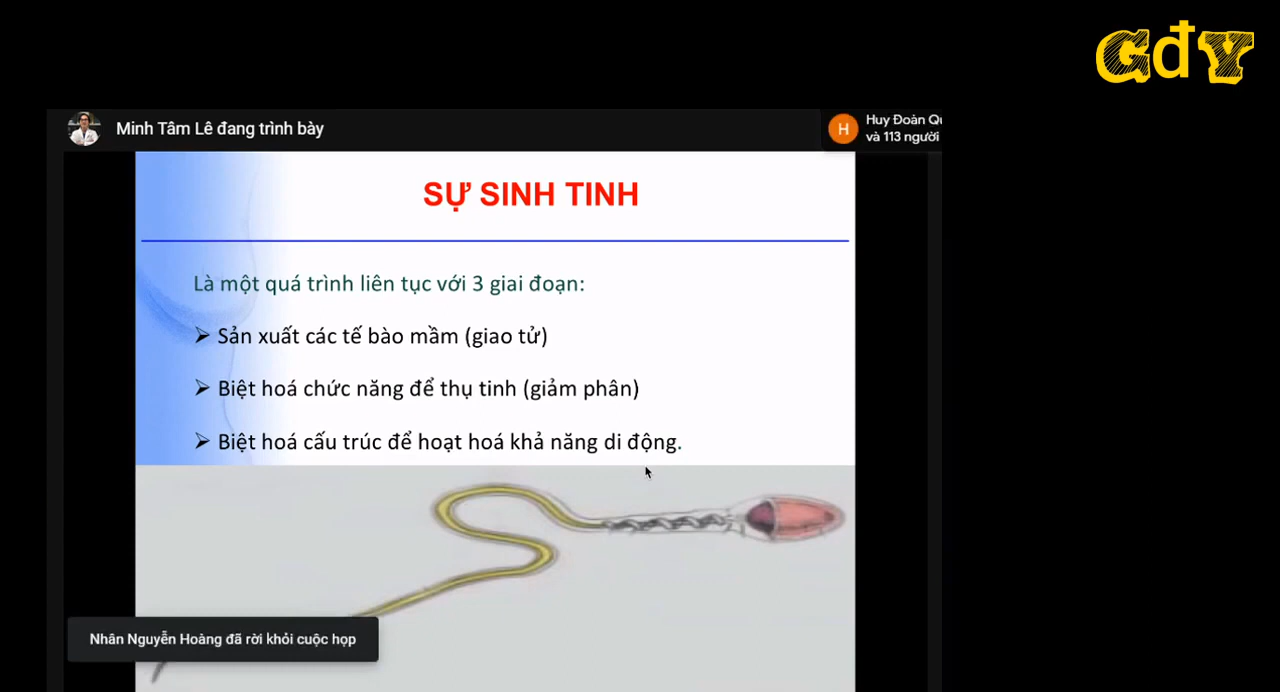 GđY
Minh Tâm Lê đang trình bày
H
Huy Đoàn
và 113 người
SỰ SINH TINH
Là một quá trình liên tục với 3 giai đoạn:
➢ Sản xuất các tế bào mầm (giao tử)
➢ Biệt hoá chức năng để thụ tinh (giảm phân)
➢ Biệt hoá cấu trúc để hoạt hoá khả năng di động.
Nhân Nguyễn Hoàng đã rời khỏi cuộc họp